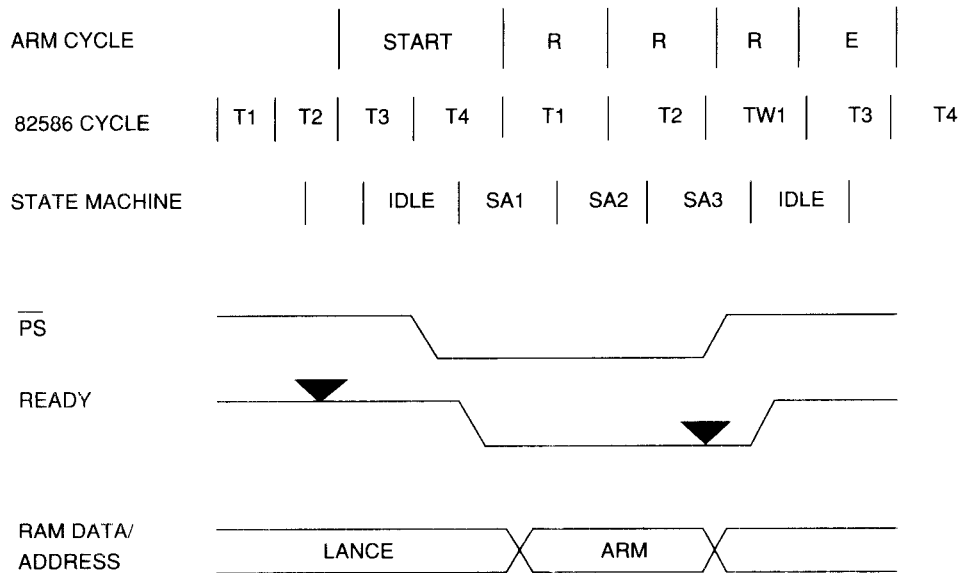 ARM CYCLE START R R R E
82586 CYCLE T1 T2 T3 T4 T1 T2 TW1 T3 T4
STATE MACHINE IDLE SA1 SA2 SA3 IDLE
PS
READY
RAM DATA/
ADDRESS
LANCE ARM